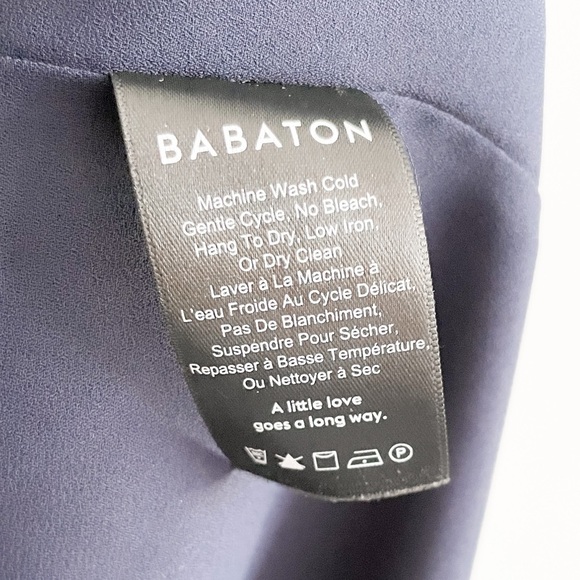 BABATON
Machine Wash Cold
Gentle Cycle, No Bleach,
Hang To Dry, Low Iron,
Or Dry Clean
Laver à La Machine à
L'eau Froide Au Cycle Délicat,
Pas De Blanchiment,
Suspendre Pour Sécher,
Repasser à Basse Température,
Ou Nettoyer à Sec
A little love
goes a long way.
P